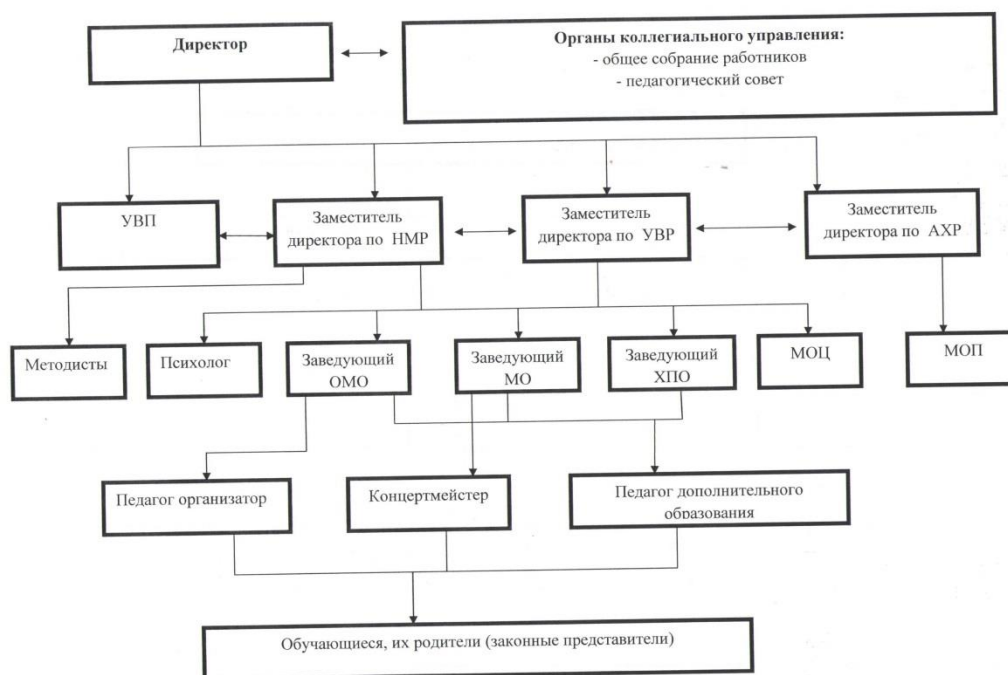 Директор
Органы коллегиального управления:
- общее собрание работников
- педагогический совет
УВП
Заместитель
директора по НМР
Заместитель
директора по УВР
Заместитель
директора по АХР
Методисты
Психолог
Заведующий
ОМО
Заведующий
МО
Заведующий
ХПО
МОЦ
МОП
Педагог организатор
Концертмейстер
Педагог дополнительного
образования
Обучающиеся, их родители (законные представители)